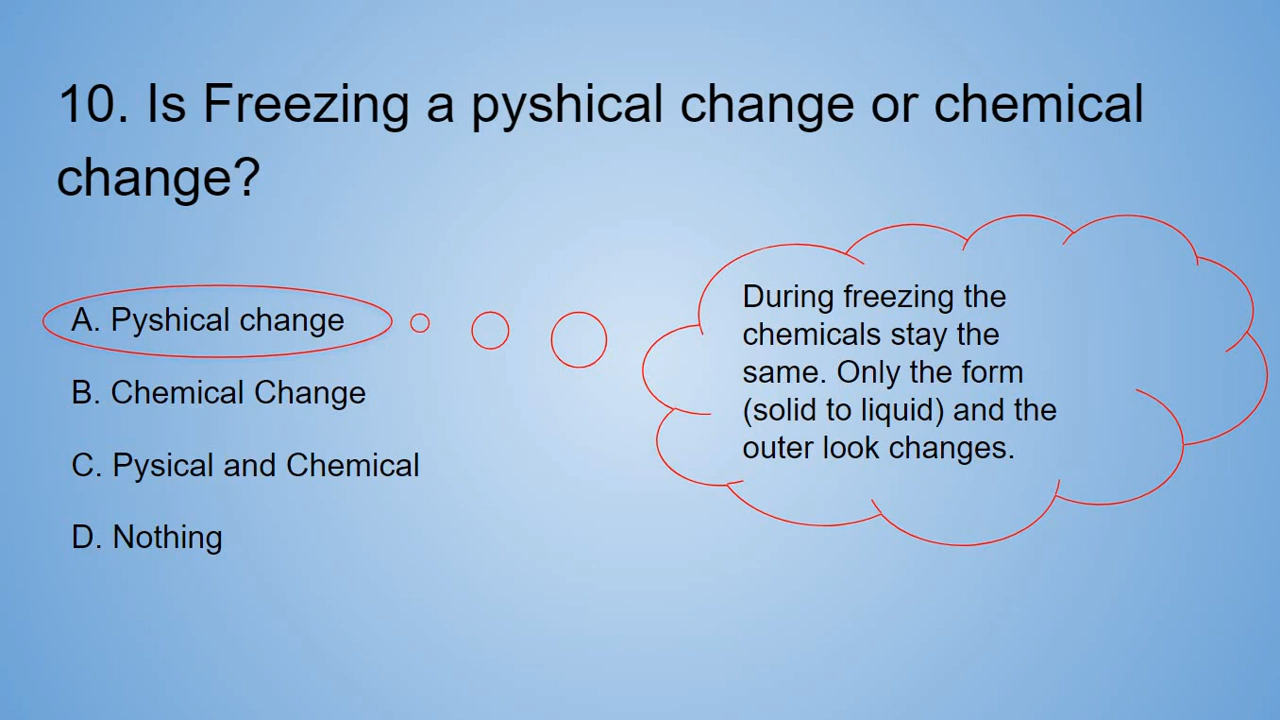 10. Is Freezing a pyshical change or chemical
change?
A. Pyshical change
B. Chemical Change
C. Pysical and Chemical
D. Nothing
During freezing the
chemicals stay the
same. Only the form
(solid to liquid) and the
outer look changes.